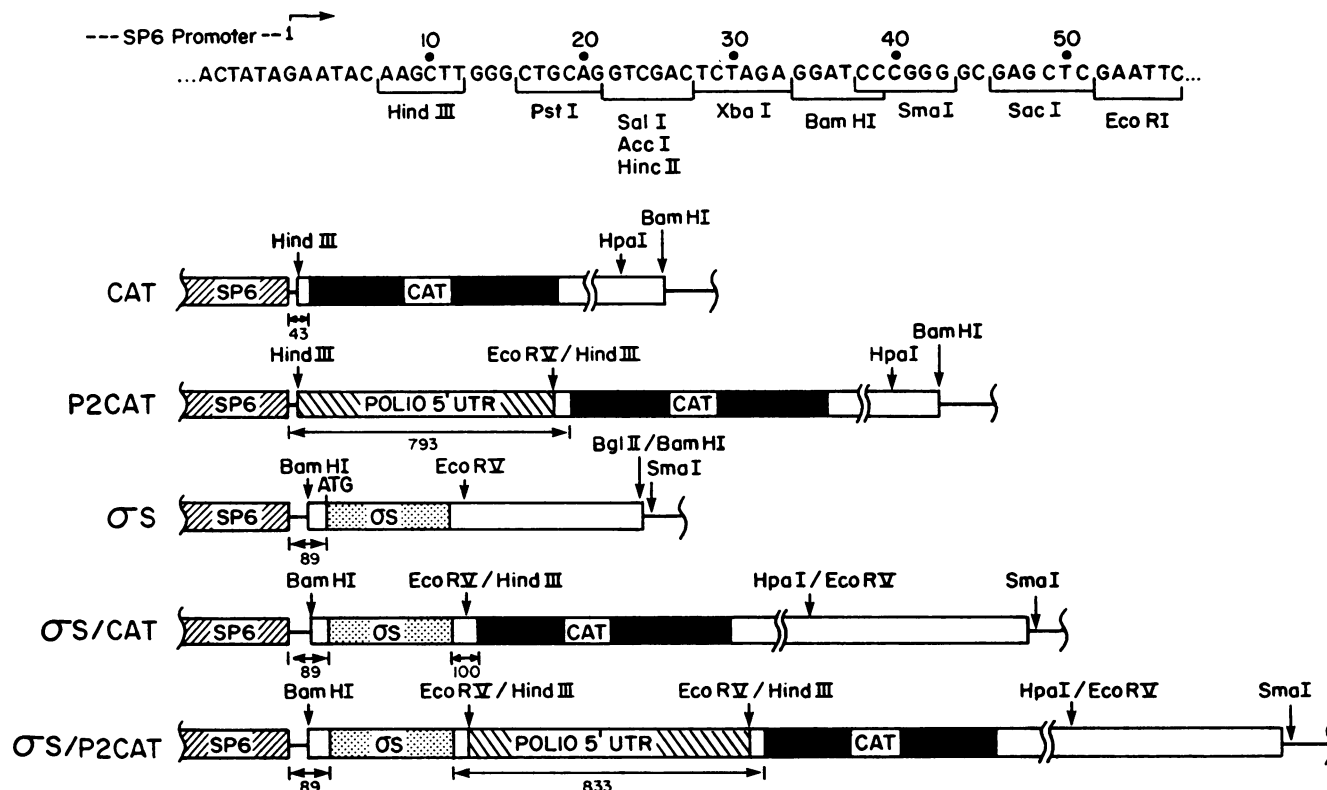 ---SP6 Promoter--1
10 20 30 40 50
...ACTATAGAATAC AAGCTT GGG CTGCAG GTCGAC TCTAGA GGAT CCCGGG GC GAGCTC GAATTC...
Hind III Pst I Sal I Xba I Bam HI Sma I Sac I Eco RI
Acc I
Hinc II
Hind III HpaI Bam HI
CAT SP6 CAT
43
Hind III Eco RV / Hind III HpaI Bam HI
P2CAT SP6 POLIO 5' UTR CAT
793
Bam HI ATG Eco RV Bgl II / Bam HI Sma I
σS SP6 σS
89
Bam HI Eco RV / Hind III HpaI / Eco RV Sma I
σS/CAT SP6 σS CAT
89 100
Bam HI Eco RV / Hind III Eco RV / Hind III HpaI / Eco RV Sma I
σS/P2CAT SP6 σS POLIO 5' UTR CAT
89 833